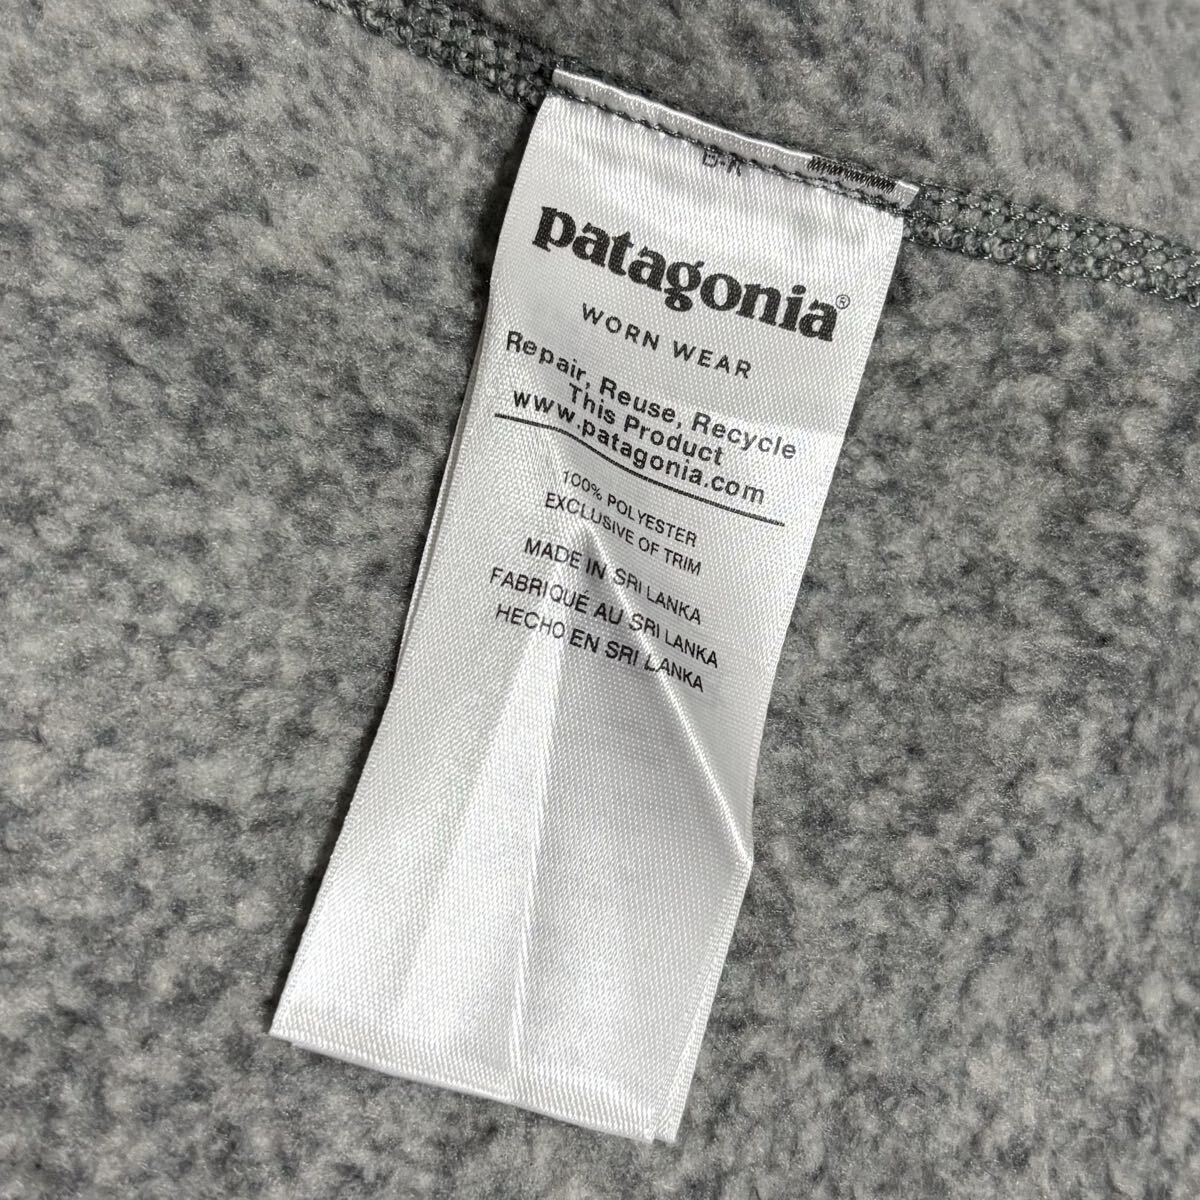 patagonia®
WORN WEAR
Repair, Reuse, Recycle
This Product
www.patagonia.com
100% POLYESTER
EXCLUSIVE OF TRIM
MADE IN SRI LANKA
FABRIQUE AU SRI LANKA
HECHO EN SRI LANKA